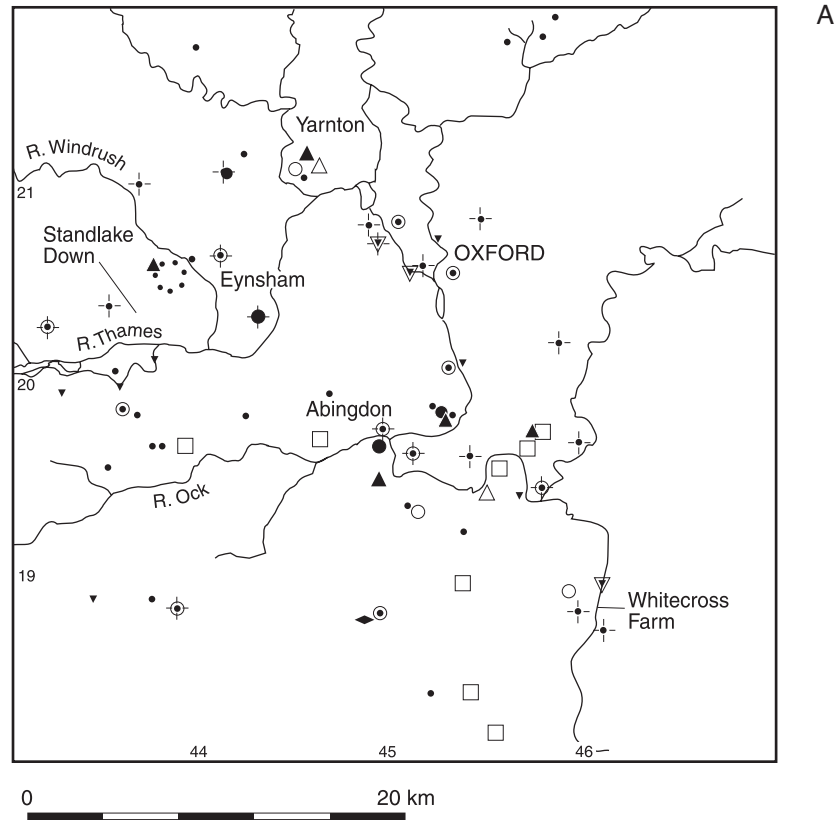 A
Yarnton
R. Windrush
21
Standlake
Down
OXFORD
Eynsham
R.Thames
20
Abingdon
R. Ock
19
Whitecross
Farm
44
45
46
0
20 km